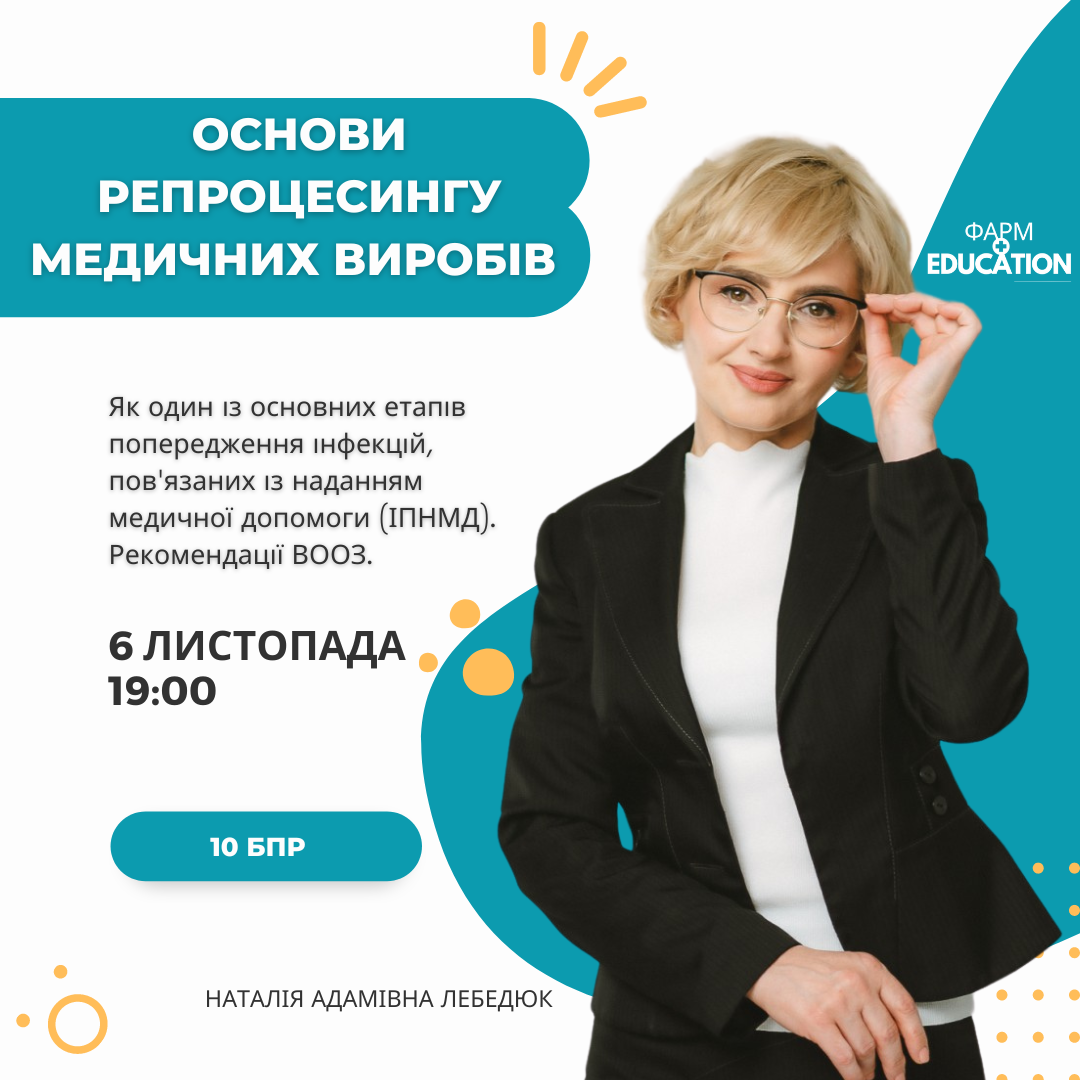 ОСНОВИ
РЕПРОЦЕСИНГУ
МЕДИЧНИХ ВИРОБІВ
ФАРМ
EDUCATION
Як один із основних етапів
попередження інфекцій,
пов'язаних із наданням
медичної допомоги (ІПНМД).
Рекомендації ВООЗ.
6 ЛИСТОПАДА
19:00
10 БПР
НАТАЛІЯ АДАМІВНА ЛЕБЕДЮК